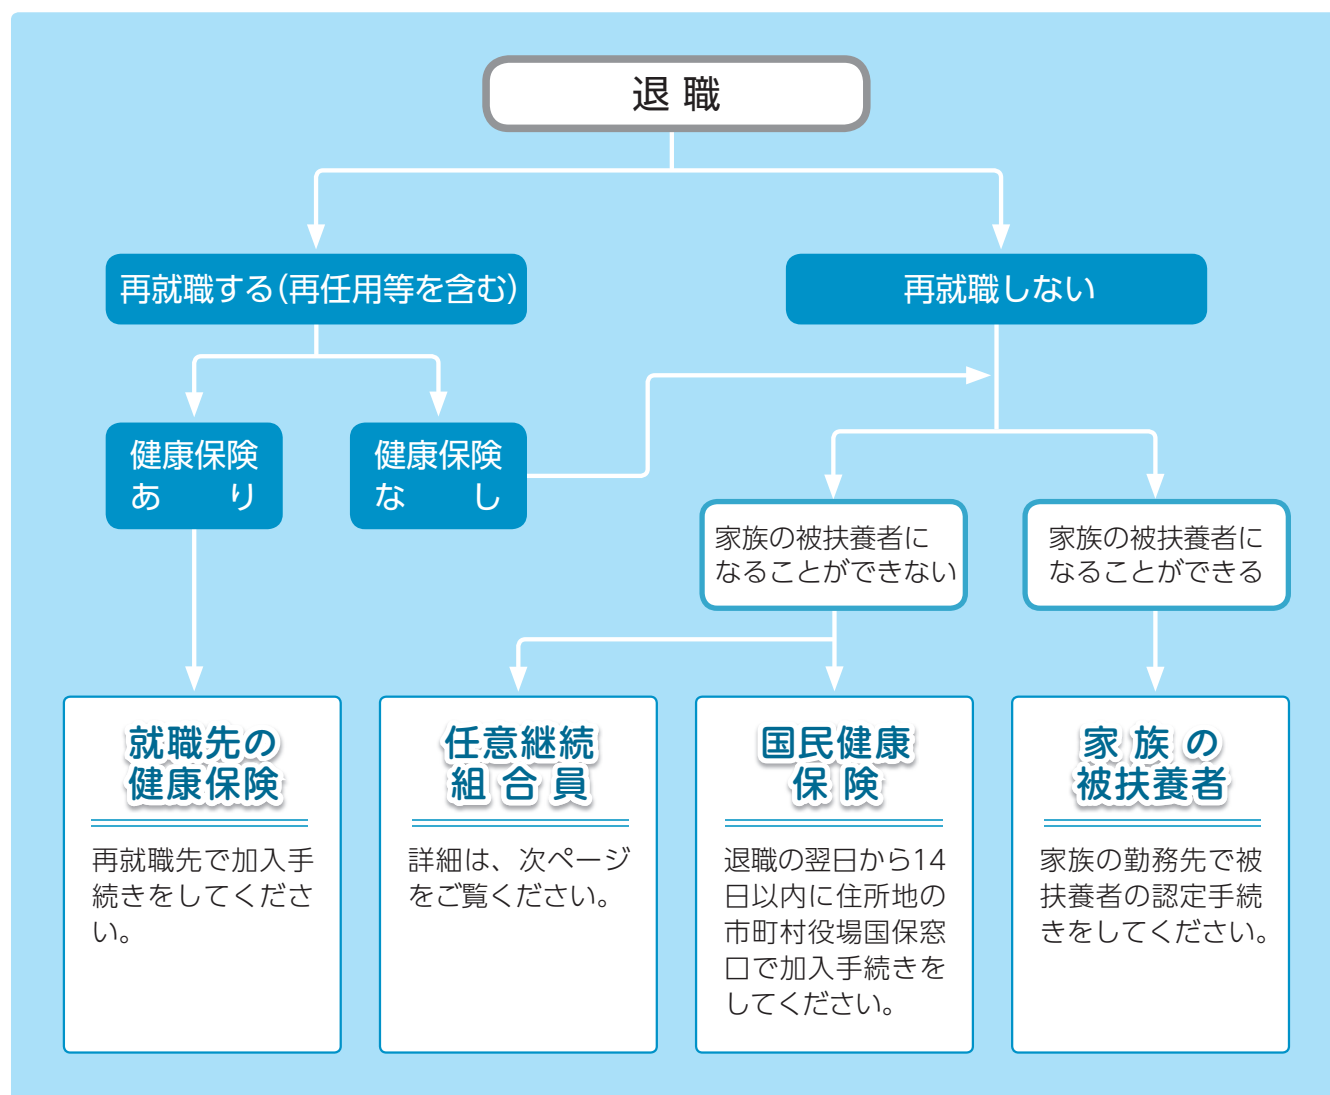 退 職
再就職する(再任用等を含む)
再就職しない
健康保険
あ り
健康保険
な し
家族の被扶養者に
なることができない
家族の被扶養者に
なることができる
就職先の
健康保険
再就職先で加入手
続きをしてくださ
い。
任意継続
組 合 員
詳細は、次ページ
をご覧ください。
国民健康
保 険
退職の翌日から14
日以内に住所地の
市町村役場国保窓
口で加入手続きを
してください。
家 族 の
被扶養者
家族の勤務先で被
扶養者の認定手続
きをしてください。